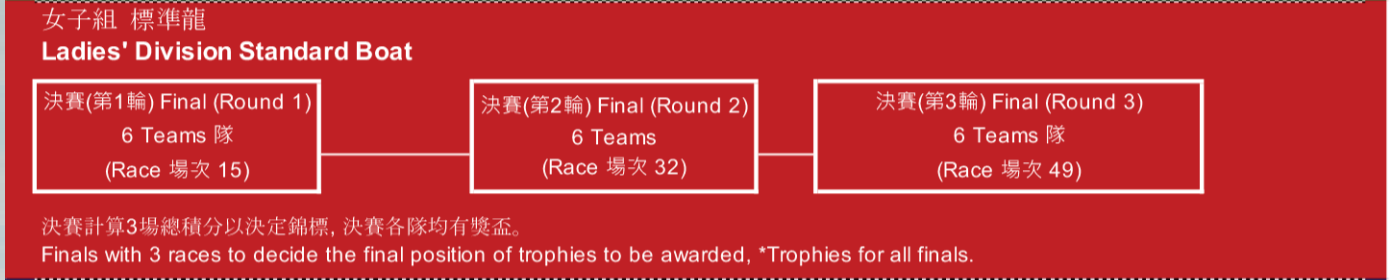 女子組 標準龍
Ladies' Division Standard Boat
決賽(第1輪) Final (Round 1)
6 Teams 隊
(Race 場次 15)
決賽(第2輪) Final (Round 2)
6 Teams
(Race 場次 32)
決賽(第3輪) Final (Round 3)
6 Teams 隊
(Race 場次 49)
決賽計算3場總積分以決定錦標, 決賽各隊均有獎盃。
Finals with 3 races to decide the final position of trophies to be awarded, *Trophies for all finals.